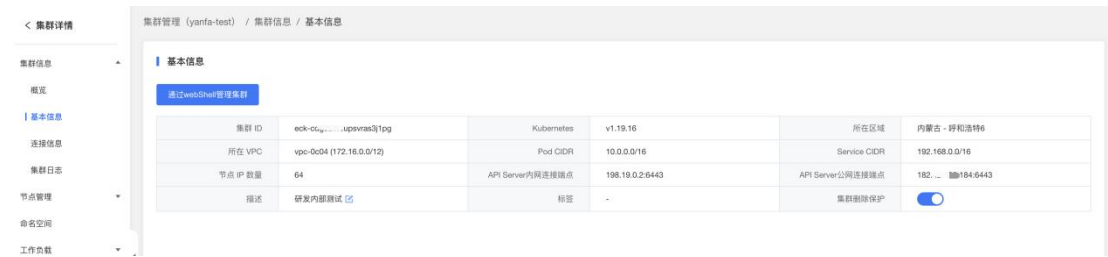 < 集群详情
集群管理（yanfa-test） / 集群信息 / 基本信息
集群信息
概览
基本信息
连接信息
集群日志
节点管理
命名空间
工作负载
基本信息
通过webShell管理集群
集群 ID upsvras3j1pg Kubernetes v1.19.16 所在区域 内蒙古 - 呼和浩特6
所在 VPC vpc-0c04 (172.16.0.0/12) Pod CIDR 10.0.0.0/16 Service CIDR 192.168.0.0/16
节点 IP 数量 64 API Server内网连接端点 198.19.0.2:6443 API Server公网连接端点 184:6443
描述 研发内部测试 标签 - 集群删除保护